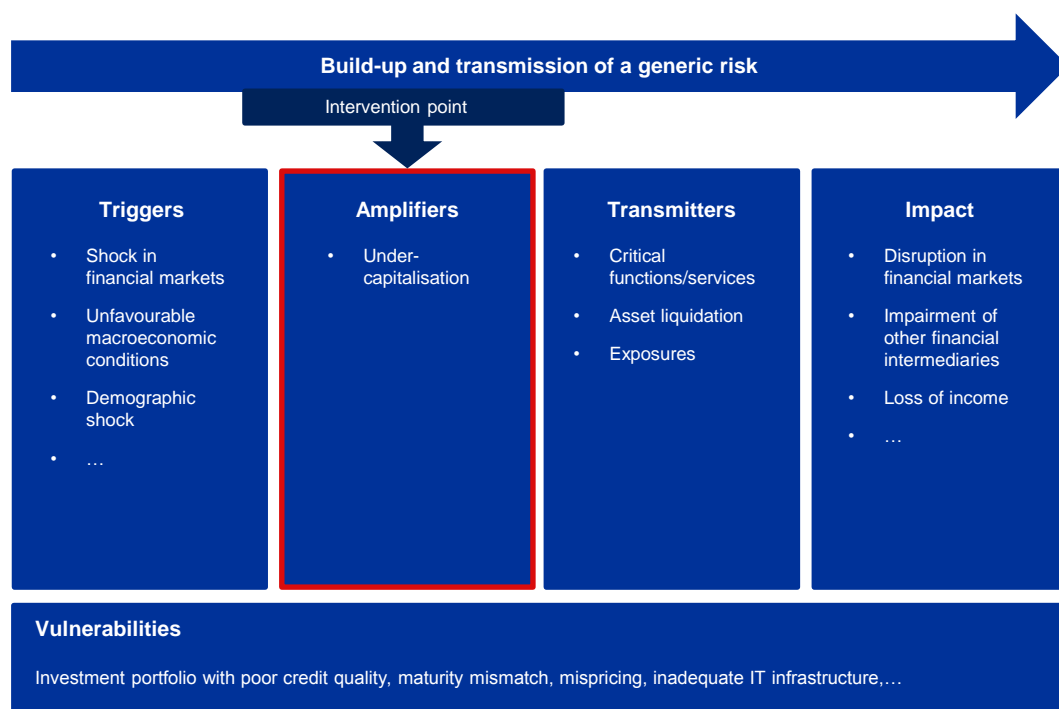 Build-up and transmission of a generic risk
Intervention point
Triggers
• Shock in
financial markets
• Unfavourable
macroeconomic
conditions
• Demographic
shock
• …
Amplifiers
• Under-
capitalisation
Transmitters
• Critical
functions/services
• Asset liquidation
• Exposures
Impact
• Disruption in
financial markets
• Impairment of
other financial
intermediaries
• Loss of income
• …
Vulnerabilities
Investment portfolio with poor credit quality, maturity mismatch, mispricing, inadequate IT infrastructure,…